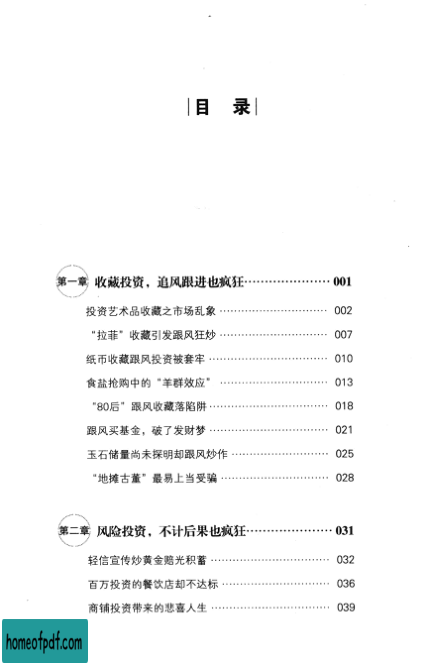 目 录
第一章 收藏投资，追风跟进也疯狂…………………… 001
投资艺术品收藏之市场乱象………………………… 002
“拉菲”收藏引发跟风狂炒………………………… 007
纸币收藏跟风投资被套牢………………………… 010
食盐抢购中的“羊群效应”………………………… 013
“80后”跟风收藏落陷阱………………………… 018
跟风买基金，破了发财梦………………………… 021
玉石储量尚未探明却跟风炒作………………………… 025
“地摊古董”最易上当受骗………………………… 028
第二章 风险投资，不计后果也疯狂…………………… 031
轻信宣传炒黄金赔光积蓄………………………… 032
百万投资的餐饮店却不达标………………………… 036
商铺投资带来的悲喜人生………………………… 039
homeofpdf.com